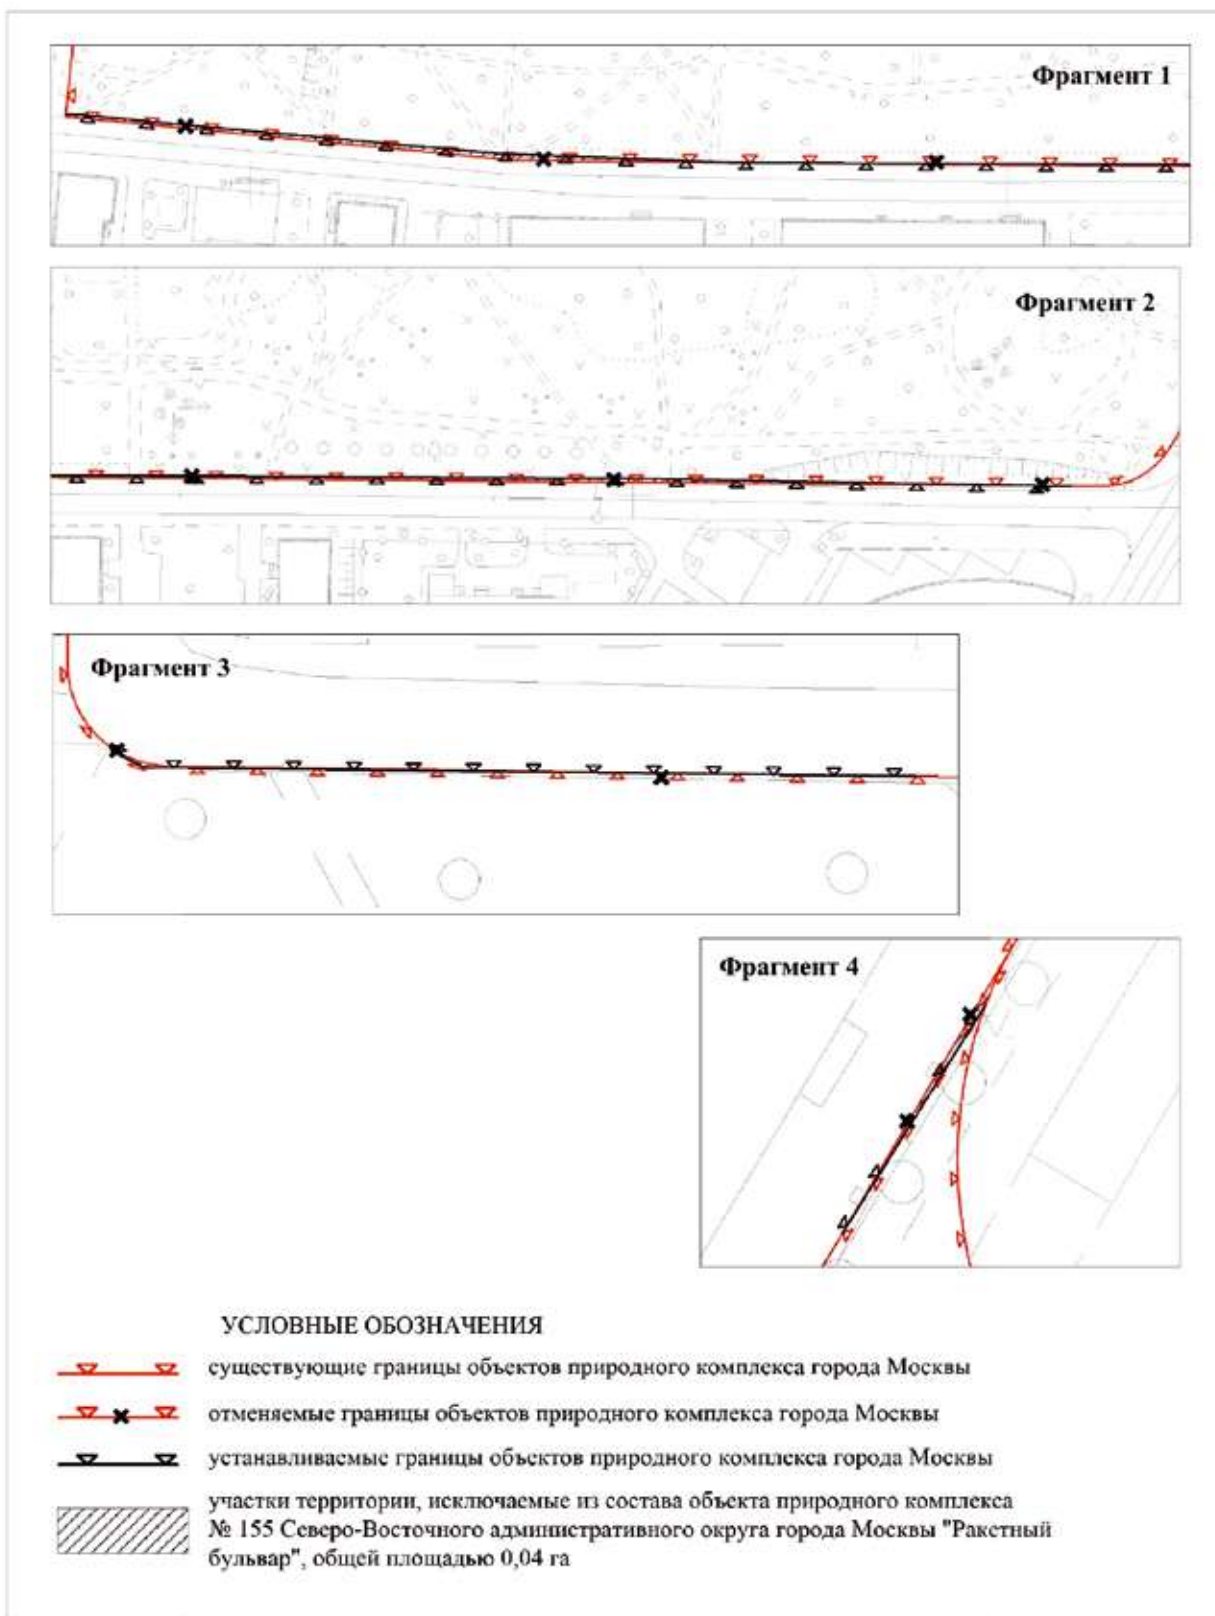 Фрагмент 1
Фрагмент 2
Фрагмент 3
Фрагмент 4
УСЛОВНЫЕ ОБОЗНАЧЕНИЯ
существующие границы объектов природного комплекса города Москвы
отменяемые границы объектов природного комплекса города Москвы
устанавливаемые границы объектов природного комплекса города Москвы
участки территории, исключаемые из состава объекта природного комплекса
№ 155 Северо-Восточного административного округа города Москвы "Ракетный
бульвар", общей площадью 0,04 га